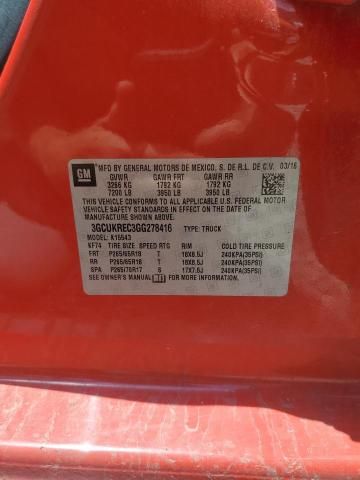 GM
MFD BY GENERAL MOTORS DE MEXICO, S. DE R.L. DE C.V. 03/16
GVWR GAWR FRT GAWR RR
3266 KG 1792 KG 1792 KG
7200 LB 3950 LB 3950 LB
THIS VEHICLE CONFORMS TO ALL APPLICABLE U.S. FEDERAL MOTOR
VEHICLE SAFETY STANDARDS IN EFFECT ON THE DATE OF
MANUFACTURE SHOWN ABOVE.
3GCUKREC3GG278416 TYPE: TRUCK
MODEL: K15543
KF74 TIRE SIZE SPEED RTG RIM COLD TIRE PRESSURE
FRT P265/65R18 T 18X8.5J 240KPA(35PSI)
RR P265/65R18 T 18X8.5J 240KPA(35PSI)
SPA P265/70R17 S 17X7.5J 240KPA(35PSI)
SEE OWNER'S MANUAL